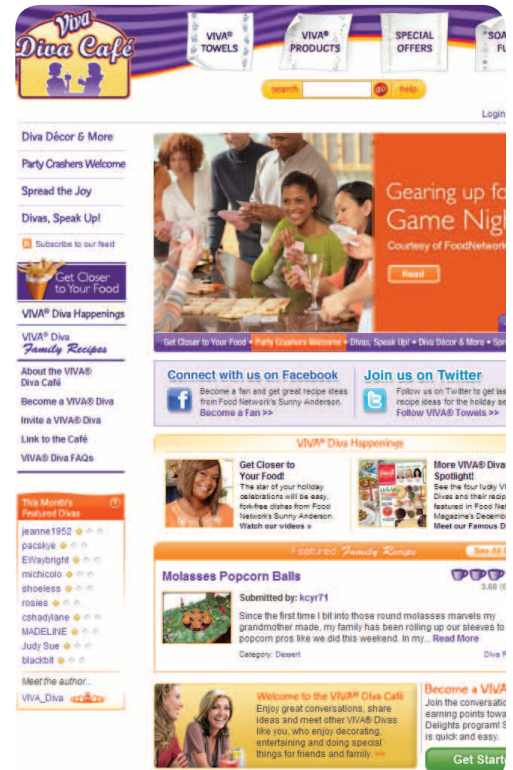 Viva
Diva Café
VIVA®
TOWELS
VIVA®
PRODUCTS
SPECIAL
OFFERS
SOA
FU
search
go
help
Login
Diva Décor & More
Party Crashers Welcome
Spread the Joy
Divas, Speak Up!
Subscribe to our feed
Get Closer
to Your Food
VIVA® Diva Happenings
VIVA® Diva
Family Recipes
About the VIVA®
Diva Café
Become a VIVA® Diva
Invite a VIVA® Diva
Link to the Café
VIVA® Diva FAQs
This Month's
Featured Divas
jeanne1952
pacskye
EWaybright
michicolo
shoeless
rosies
cshadylane
MADELINE
Judy Sue
blackbit
Meet the author...
VIVA_Diva
Gearing up fo
Game Nigh
Courtesy of FoodNetwork
Read
Get Closer to Your Food • Party Crashers Welcome • Divas, Speak Up! • Diva Décor & More • Spr
Connect with us on Facebook
Become a fan and get great recipe ideas
from Food Network's Sunny Anderson.
Become a Fan >>
Join us on Twitter
Follow us on Twitter to get las
recipe ideas for the holiday se
Follow VIVA® Towels >>
VIVA® Diva Happenings
Get Closer to
Your Food!
The star of your holiday
celebrations will be easy,
fork-free dishes from Food
Network's Sunny Anderson.
Watch our videos »
More VIVA® Diva
Spotlight!
See the four lucky VI
Divas and their recip
featured in Food Net
Magazine's Decemb
Meet our Famous D
Featured Family Recipe
See All
Molasses Popcorn Balls
3.68 (6
Submitted by: kcyr71
Since the first time I bit into those round molasses marvels my
grandmother made, my family has been rolling up our sleeves to
popcorn pros like we did this weekend. In my... Read More
Category: Dessert
Diva R
Welcome to the VIVA® Diva Café
Enjoy great conversations, share
ideas and meet other VIVA® Divas
like you, who enjoy decorating,
entertaining and doing special
things for friends and family. >>
Become a VIVA
Join the conversatio
earning points towa
Delights program! S
is quick and easy.
Get Starte